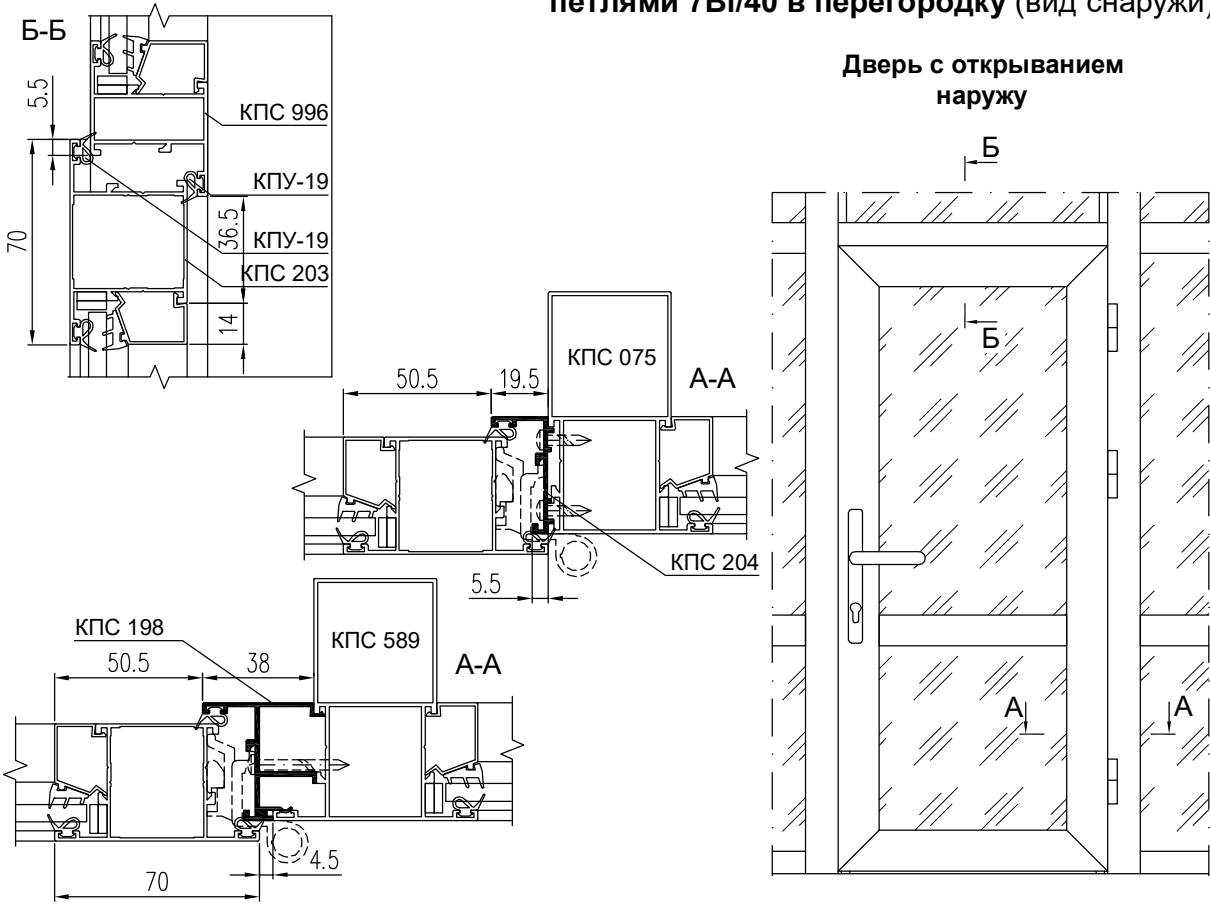 петлями 7ВI/40 в перегородку (вид снаружи)
Дверь с открыванием
наружу
Б-Б
5.5
КПС 996
КПУ-19
36.5
КПУ-19
КПС 203
70
14
Б
Б
КПС 075
А-А
50.5
19.5
КПС 204
5.5
КПС 198
КПС 589
А-А
50.5
38
4.5
70
А
А